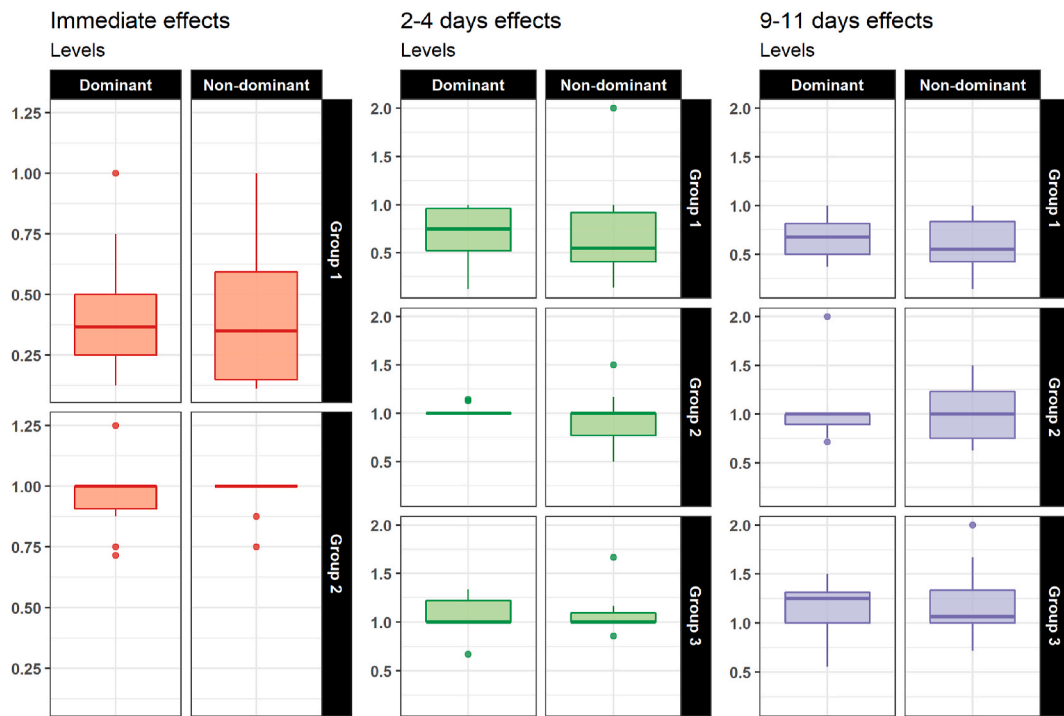 Immediate effects
Levels
Dominant Non-dominant
1.25
1.00
0.75
0.50
0.25
Group 1
1.25
1.00
0.75
0.50
0.25
Group 2
2-4 days effects
Levels
Dominant Non-dominant
2.0
1.5
1.0
0.5
Group 1
2.0
1.5
1.0
0.5
Group 2
2.0
1.5
1.0
0.5
Group 3
9-11 days effects
Levels
Dominant Non-dominant
2.0
1.5
1.0
0.5
Group 1
2.0
1.5
1.0
0.5
Group 2
2.0
1.5
1.0
0.5
Group 3